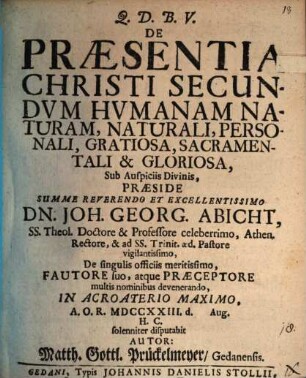 Q. D. B. V.
DE
PRÆSENTIA
CHRISTI SECUN-
DVM HVMANAM NA-
TURAM, NATURALI, PERSO-
NALI, GRATIOSA, SACRAMEN-
TALI & GLORIOSA,
Sub Auspiciis Divinis,
PRÆSIDE
SUMME REVERENDO ET EXCELLENTISSIMO
DN. JOH. GEORG. ABICHT,
SS. Theol. Doctore & Professore celeberrimo, Athen.
Rectore, & ad SS. Trinit. æd. Pastore
vigilantissimo,
De singulis officiis meritissimo,
FAUTORE suo, atque PRÆCEPTORE
multis nominibus devenerando,
IN ACROATERIO MAXIMO,
A. O. R. MDCCXXIII. d. Aug.
H. C.
solenniter disputabit
AUTOR:
Matth. Gottl. Prückelmeyer/ Gedanensis.
GEDANI, Typis JOHANNIS DANIELIS STOLLII,